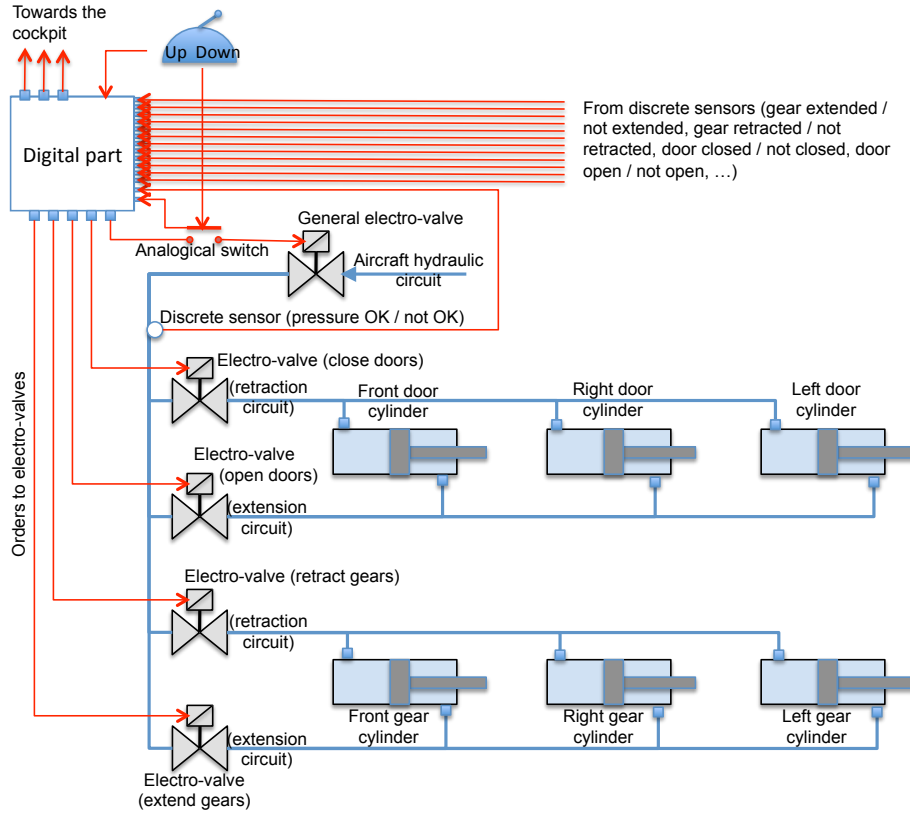 Towards the
cockpit
Up Down
Digital part
From discrete sensors (gear extended /
not extended, gear retracted / not
retracted, door closed / not closed, door
open / not open, …)
General electro-valve
Analogical switch
Aircraft hydraulic
circuit
Discrete sensor (pressure OK / not OK)
Orders to electro-valves
Electro-valve (close doors)
(retraction
circuit)
Front door
cylinder
Right door
cylinder
Left door
cylinder
Electro-valve
(open doors)
(extension
circuit)
Electro-valve (retract gears)
(retraction
circuit)
Front gear
cylinder
Right gear
cylinder
Left gear
cylinder
(extension
circuit)
Electro-valve
(extend gears)